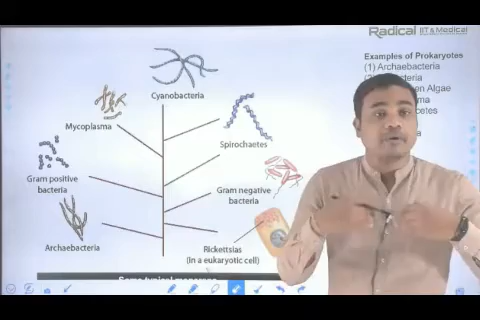 Radical IIT & Medical
Examples of Prokaryotes
(1) Archaebacteria
Cyanobacteria
Mycoplasma
Spirochaetes
Gram positive
bacteria
Gram negative
bacteria
Archaebacteria
Rickettsias
(In a eukaryotic cell)